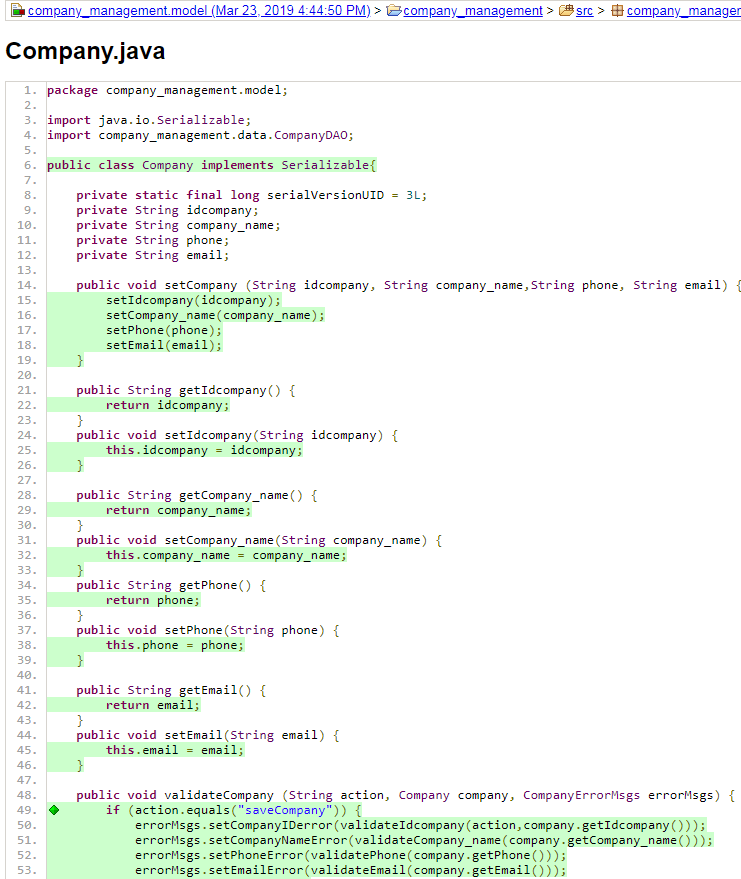 company_management.model (Mar 23, 2019 4:44:50 PM) > company_management > src > company_manager
Company.java
1. package company_management.model;
2.
3. import java.io.Serializable;
4. import company_management.data.CompanyDAO;
5.
6. public class Company implements Serializable{
7.
8.     private static final long serialVersionUID = 3L;
9.     private String idcompany;
10.     private String company_name;
11.     private String phone;
12.     private String email;
13.
14.     public void setCompany (String idcompany, String company_name,String phone, String email) {
15.         setIdcompany(idcompany);
16.         setCompany_name(company_name);
17.         setPhone(phone);
18.         setEmail(email);
19.     }
20.
21.     public String getIdcompany() {
22.         return idcompany;
23.     }
24.     public void setIdcompany(String idcompany) {
25.         this.idcompany = idcompany;
26.     }
27.
28.     public String getCompany_name() {
29.         return company_name;
30.     }
31.     public void setCompany_name(String company_name) {
32.         this.company_name = company_name;
33.     }
34.     public String getPhone() {
35.         return phone;
36.     }
37.     public void setPhone(String phone) {
38.         this.phone = phone;
39.     }
40.
41.     public String getEmail() {
42.         return email;
43.     }
44.     public void setEmail(String email) {
45.         this.email = email;
46.     }
47.
48.     public void validateCompany (String action, Company company, CompanyErrorMsgs errorMsgs) {
49.         if (action.equals("saveCompany")) {
50.             errorMsgs.setCompanyIDerror(validateIdcompany(action,company.getIdcompany()));
51.             errorMsgs.setCompanyNameError(validateCompany_name(company.getCompany_name()));
52.             errorMsgs.setPhoneError(validatePhone(company.getPhone()));
53.             errorMsgs.setEmailError(validateEmail(company.getEmail()));